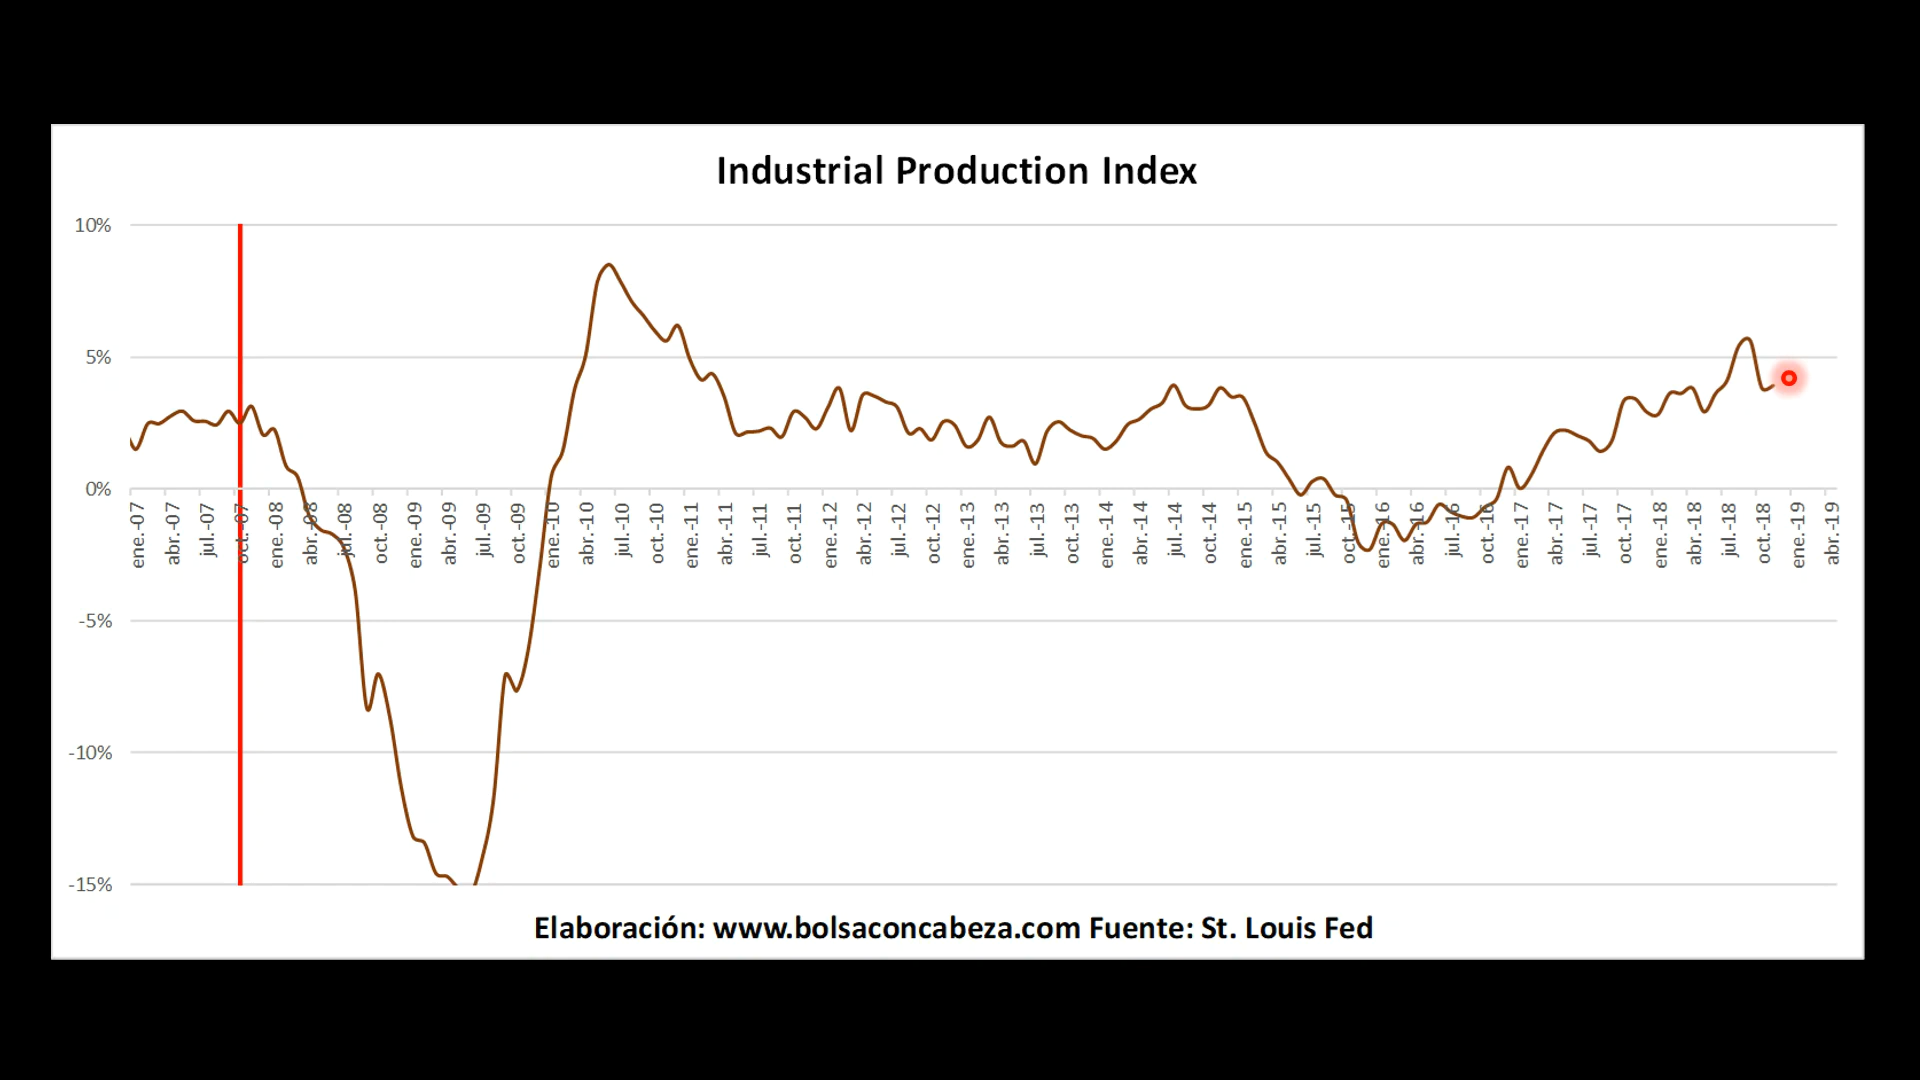 Industrial Production Index
10%
5%
0%
-5%
-10%
-15%
ene.-07
abr.-07
jul.-07
oct.-07
ene.-08
abr.-08
jul.-08
oct.-08
ene.-09
abr.-09
jul.-09
oct.-09
ene.-10
abr.-10
jul.-10
oct.-10
ene.-11
abr.-11
jul.-11
oct.-11
ene.-12
abr.-12
jul.-12
oct.-12
ene.-13
abr.-13
jul.-13
oct.-13
ene.-14
abr.-14
jul.-14
oct.-14
ene.-15
abr.-15
jul.-15
oct.-15
ene.-16
abr.-16
jul.-16
oct.-16
ene.-17
abr.-17
jul.-17
oct.-17
ene.-18
abr.-18
jul.-18
oct.-18
ene.-19
abr.-19
Elaboración: www.bolsaconcabeza.com Fuente: St. Louis Fed